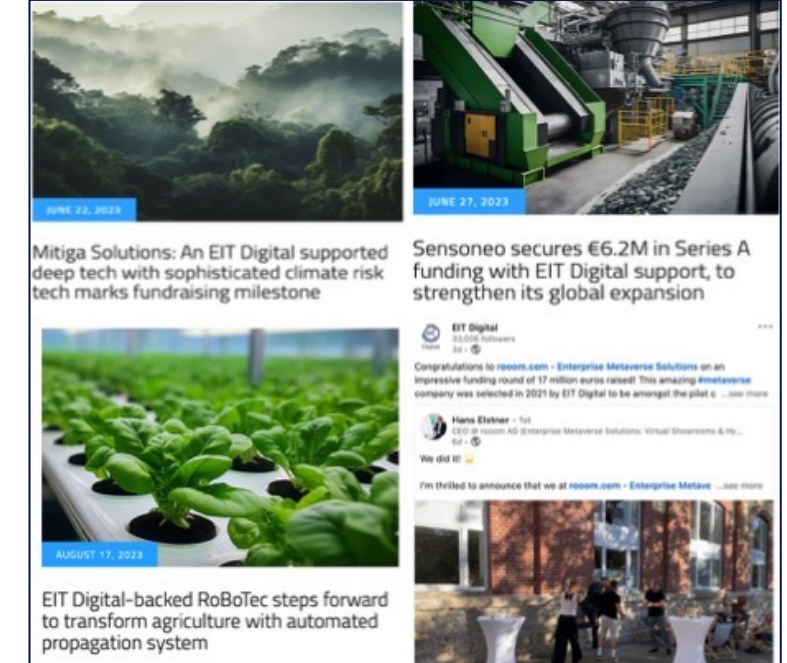 JUNE 22, 2023
Mitiga Solutions: An EIT Digital supported
deep tech with sophisticated climate risk
tech marks fundraising milestone
JUNE 27, 2023
Sensoneo secures €6.2M in Series A
funding with EIT Digital support, to
strengthen its global expansion
AUGUST 17, 2023
EIT Digital-backed RoBoTec steps forward
to transform agriculture with automated
propagation system
EIT Digital
33,006 followers
3d •
Congratulations to rooom.com - Enterprise Metaverse Solutions on an
impressive funding round of 17 million euros raised! This amazing #metaverse
company was selected in 2021 by EIT Digital to be amongst the pilot c ...see more
Hans Elstner • 1st
CEO @ rooom AG |Enterprise Metaverse Solutions: Virtual Showrooms & Hy...
6d •
We did it!
I'm thrilled to announce that we at rooom.com - Enterprise Metave ...see more